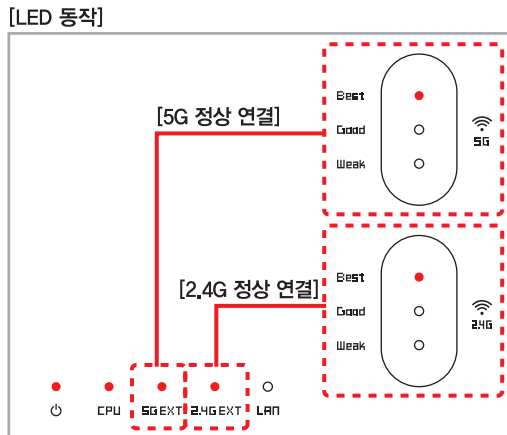 [LED 동작]
Best
[5G 정상 연결]
Good
5G
Weak
Best
[2.4G 정상 연결]
Good
2.4G
Weak
CPU 5G EXT 2.4G EXT LAN